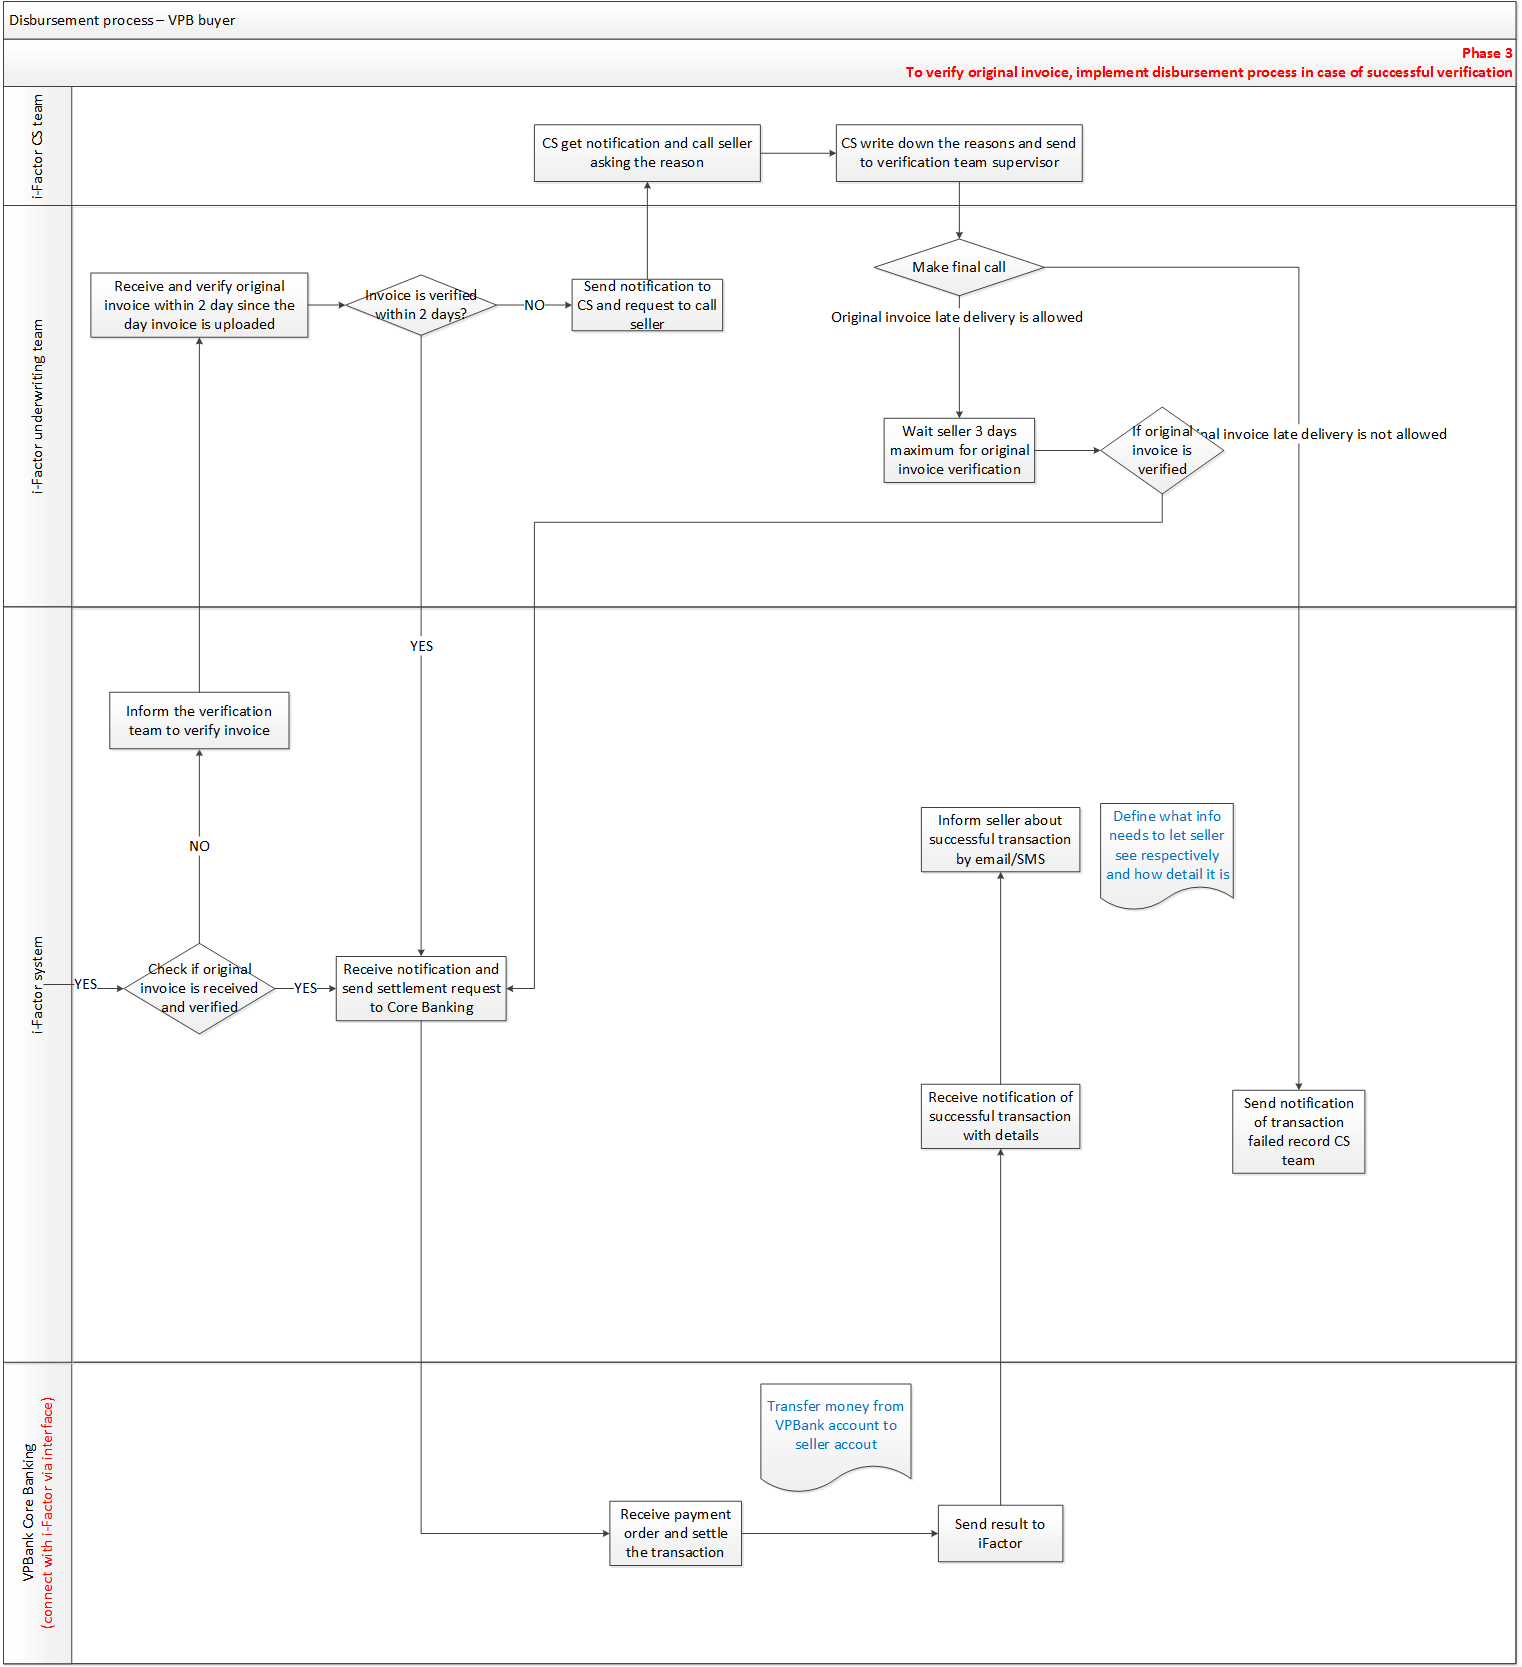 Disbursement process – VPB buyer
Phase 3
To verify original invoice, implement disbursement process in case of successful verification
i-Factor CS team
CS get notification and call seller
asking the reason
CS write down the reasons and send
to verification team supervisor
i-Factor underwriting team
Receive and verify original
invoice within 2 day since the
day invoice is uploaded
Invoice is verified
within 2 days?
NO
Send notification to
CS and request to call
seller
Make final call
Original invoice late delivery is allowed
Wait seller 3 days
maximum for original
invoice verification
If original
invoice is
verified
invoice late delivery is not allowed
i-Factor system
YES
Inform the verification
team to verify invoice
NO
YES
Check if original
invoice is received
and verified
YES
Receive notification and
send settlement request
to Core Banking
Inform seller about
successful transaction
by email/SMS
Define what info
needs to let seller
see respectively
and how detail it is
Receive notification of
successful transaction
with details
Send notification
of transaction
failed record CS
team
VPBank Core Banking
(connect with i-Factor via interface)
Transfer money from
VPBank account to
seller accout
Receive payment
order and settle
the transaction
Send result to
iFactor